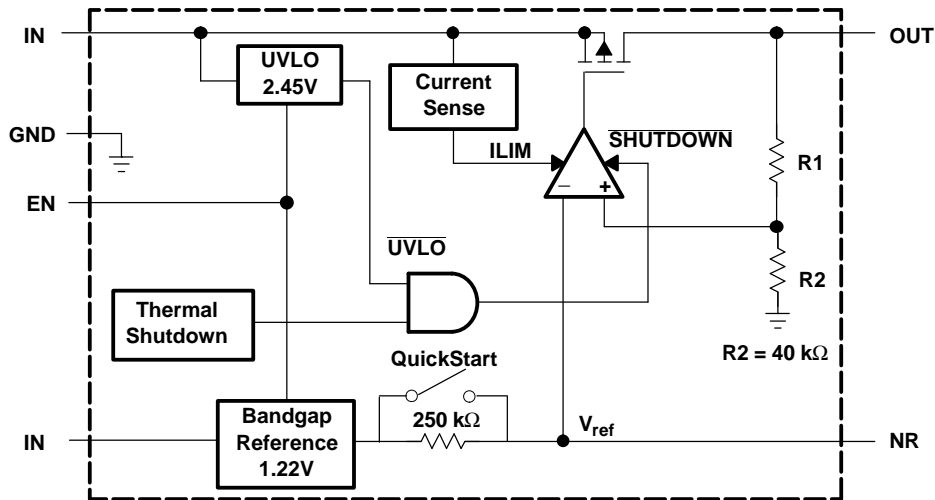 IN
OUT
UVLO
2.45V
Current
Sense
GND
SHUTDOWN
ILIM
R1
−
+
EN
UVLO
R2
Thermal
Shutdown
R2 = 40 kΩ
QuickStart
250 kΩ
Bandgap
Reference
1.22V
IN
Vref
NR